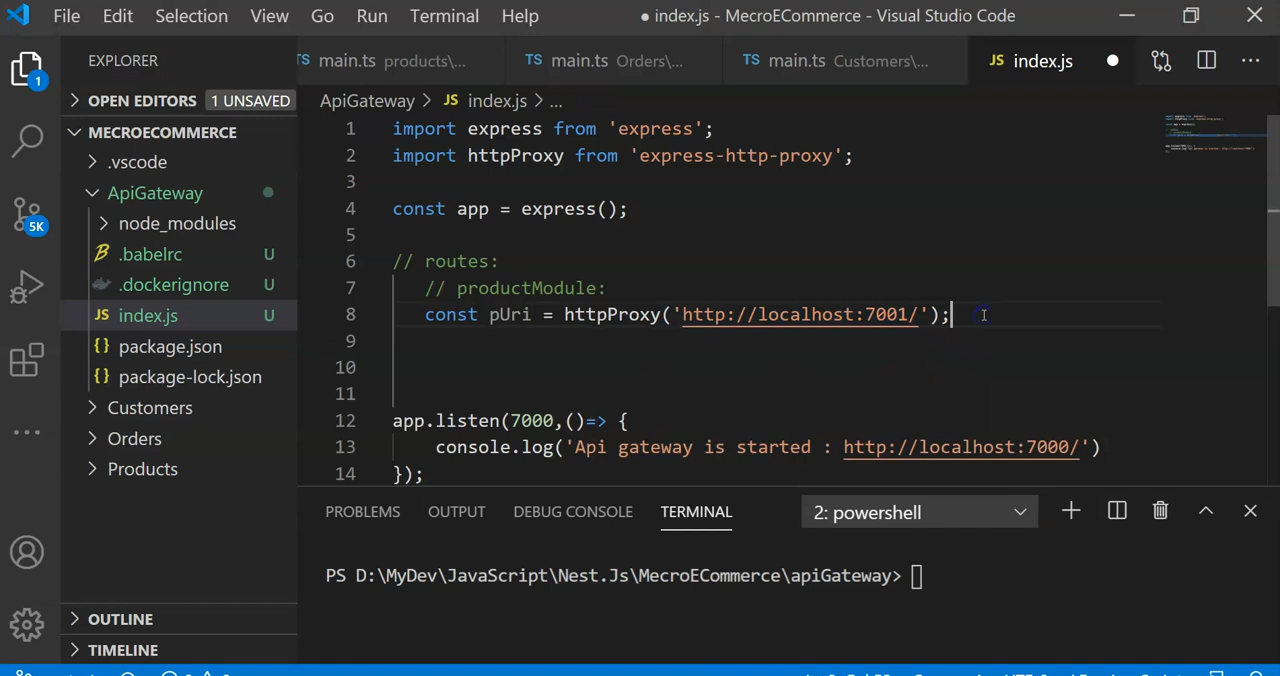 File Edit Selection View Go Run Terminal Help ● index.js - MecroECommerce - Visual Studio Code
EXPLORER
TS main.ts products\...
TS main.ts Orders\...
TS main.ts Customers\...
JS index.js
1
OPEN EDITORS 1 UNSAVED
MECROECOMMERCE
.vscode
ApiGateway
node_modules
.babelrc U
.dockerignore U
JS index.js U
{} package.json
{} package-lock.json
Customers
Orders
Products
OUTLINE
TIMELINE
5K
ApiGateway > JS index.js > ...
1 import express from 'express';
2 import httpProxy from 'express-http-proxy';
3
4 const app = express();
5
6 // routes:
7 // productModule:
8 const pUri = httpProxy('http://localhost:7001/');
9
10
11
12 app.listen(7000,()=> {
13 console.log('Api gateway is started : http://localhost:7000/')
14 });
PROBLEMS OUTPUT DEBUG CONSOLE TERMINAL 2: powershell
PS D:\MyDev\JavaScript\Nest.Js\MecroECommerce\apiGateway>